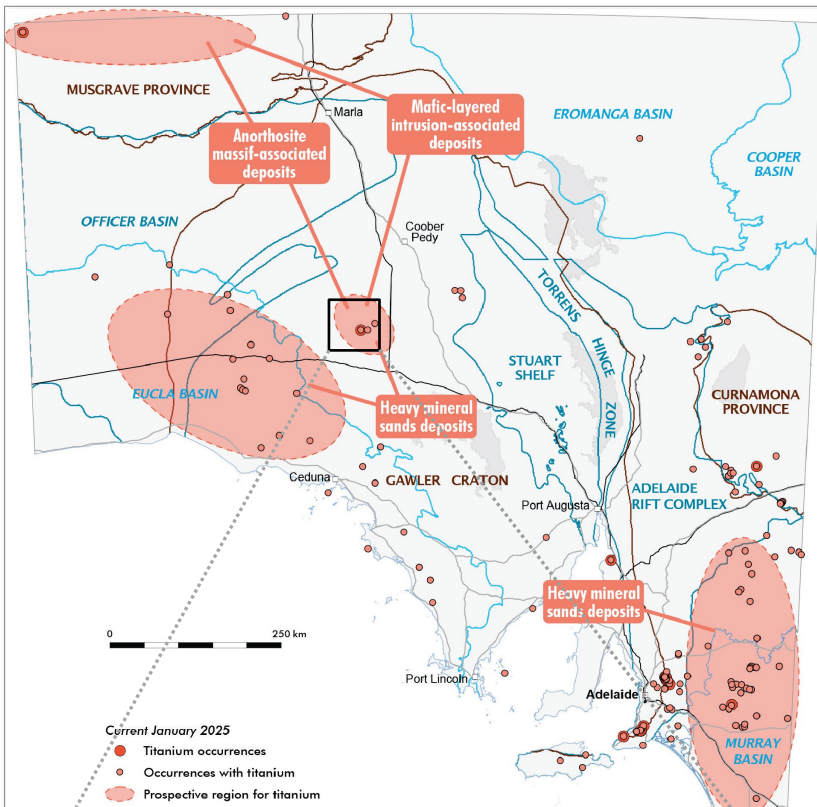 MUSGRAVE PROVINCE
Marla
Mafic-layered
intrusion-associated
deposits
EROMANGA BASIN
Anorthosite
massif-associated
deposits
COOPER
BASIN
OFFICER BASIN
Coober
Pedy
TORRENS
HINGE
ZONE
STUART
SHELF
EUCLA BASIN
CURNAMONA
PROVINCE
Heavy mineral
sands deposits
Ceduna
GAWLER CRATON
ADELAIDE
RIFT COMPLEX
Port Augusta
Heavy mineral
sands deposits
0
250 km
Port Lincoln
Adelaide
Current January 2025
Titanium occurrences
Occurrences with titanium
Prospective region for titanium
MURRAY
BASIN